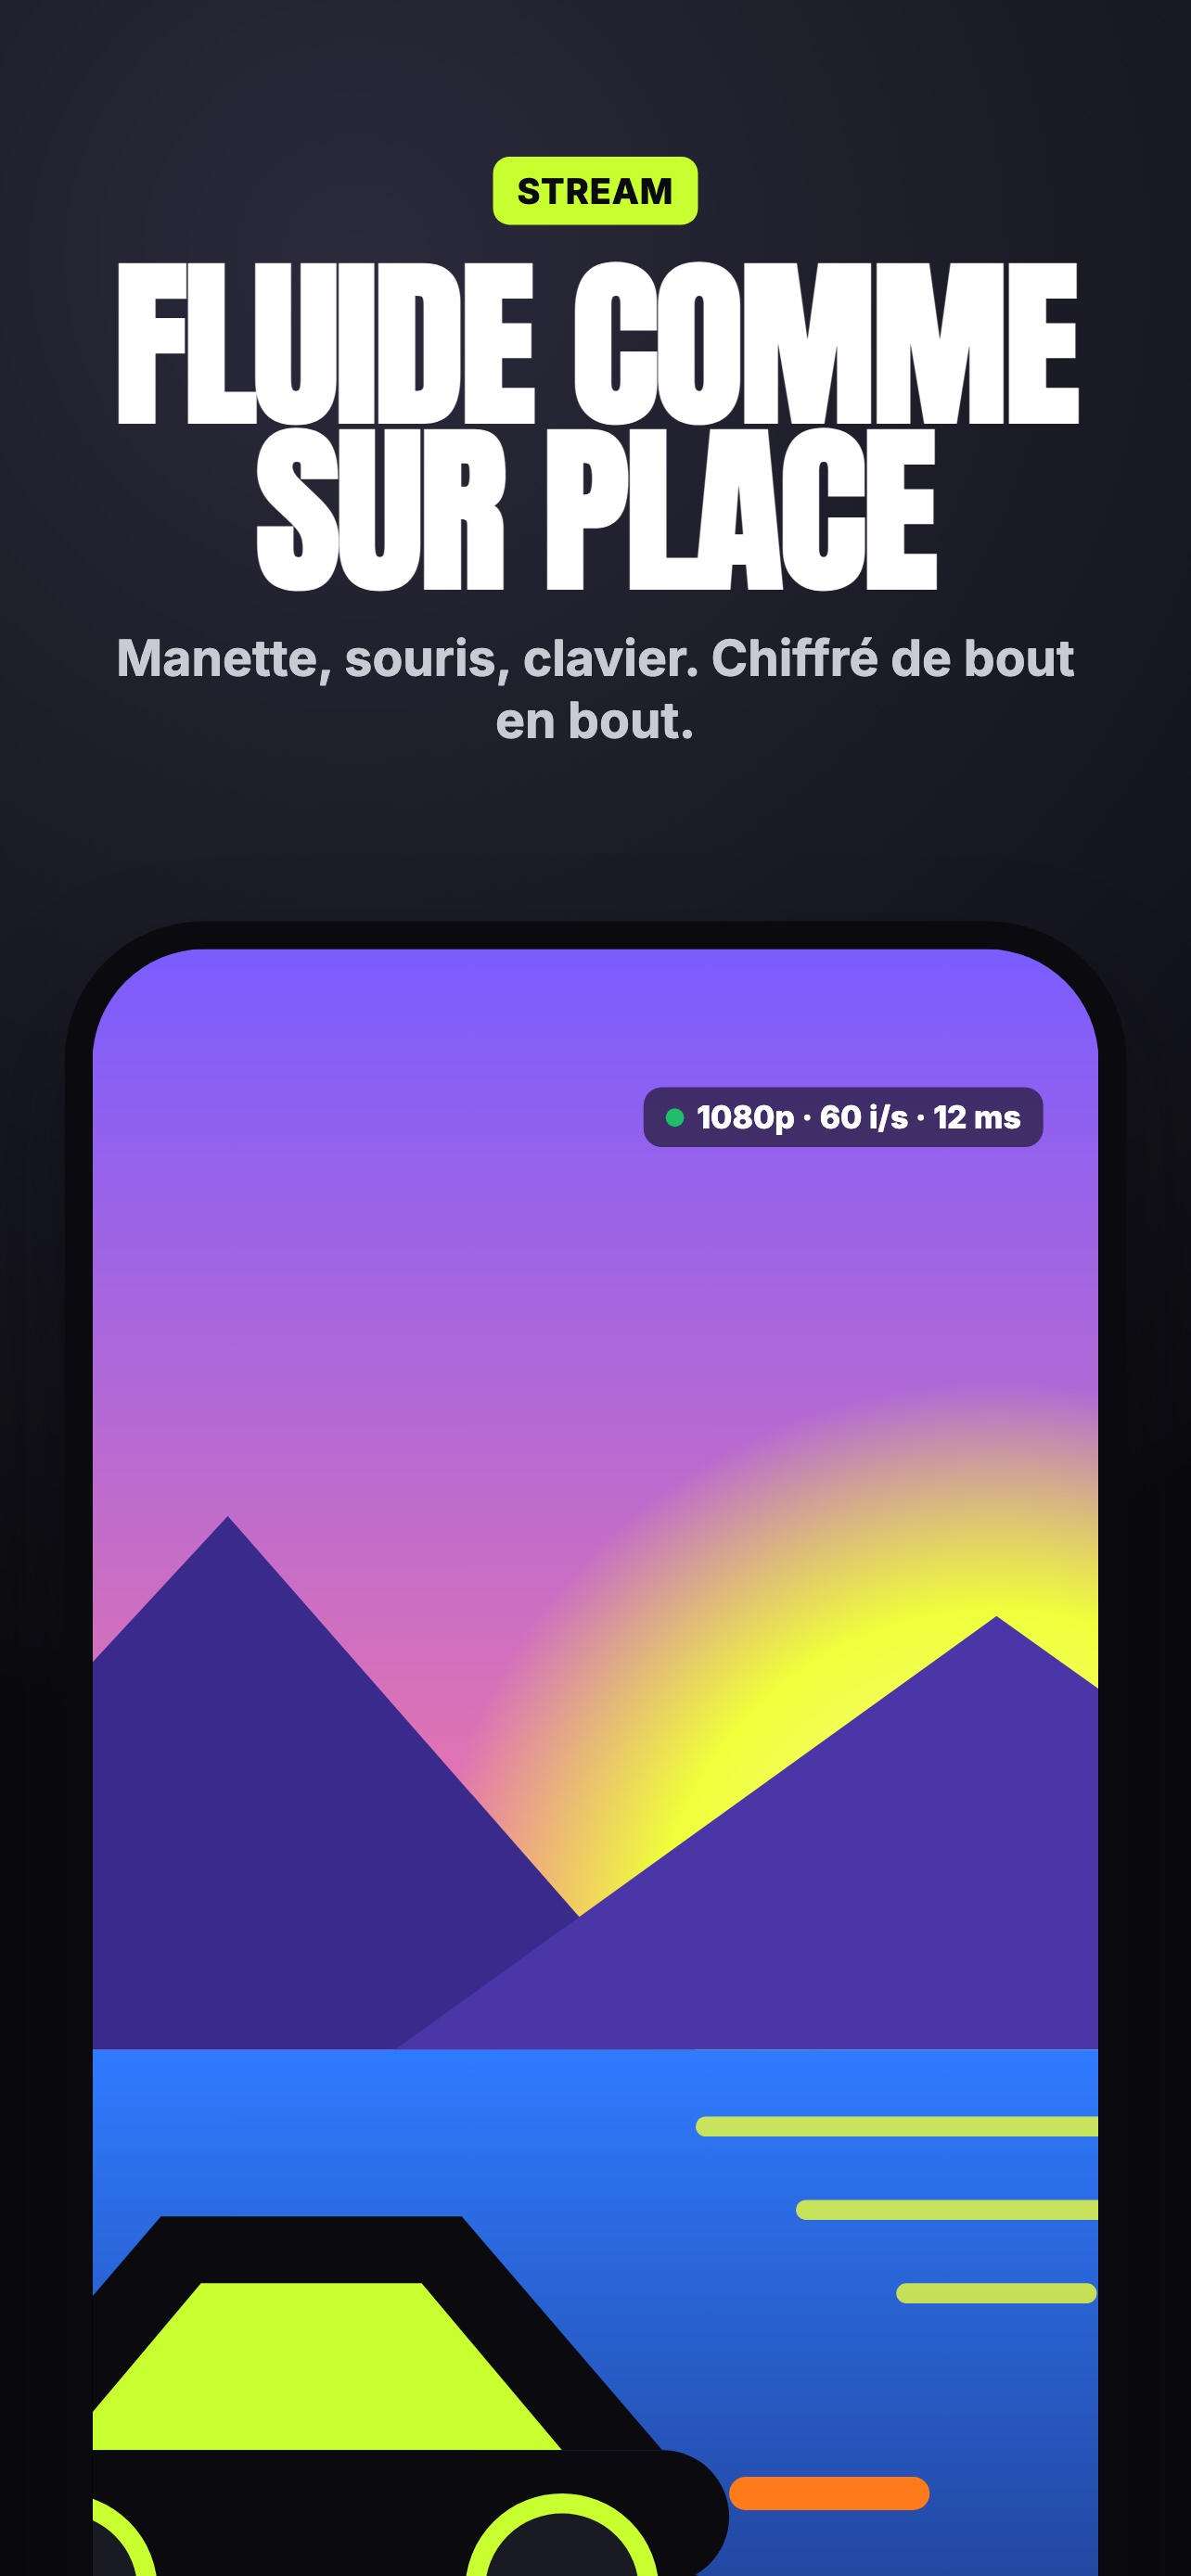 STREAM
FLUIDE COMME
SUR PLACE
Manette, souris, clavier. Chiffré de bout
en bout.
1080p · 60 i/s · 12 ms